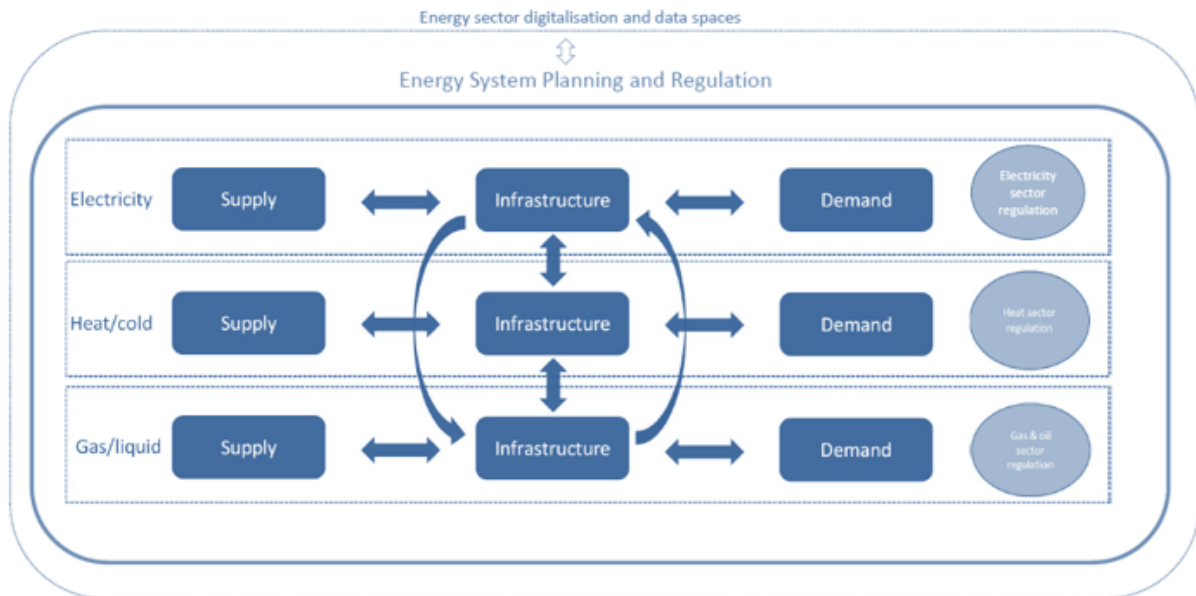 Energy sector digitalisation and data spaces
Energy System Planning and Regulation
Electricity
Supply
Infrastructure
Demand
Electricity
sector
regulation
Heat/cold
Supply
Infrastructure
Demand
Heat sector
regulation
Gas/liquid
Supply
Infrastructure
Demand
Gas & oil
sector
regulation